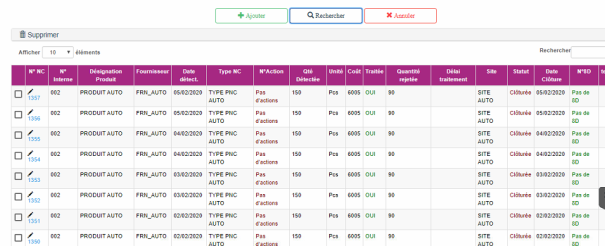 Ajouter Rechercher Annuler
Supprimer
Afficher 10 éléments Rechercher
N° NC N° Interne Désignation Produit Fournisseur Date détect. Type NC N°Action Qté Détectée Unité Coût Traitée Quantité rejetée Délai traitement Site Statut Date Clôture N°8D
1357 002 PRODUIT AUTO FRN_AUTO 05/02/2020 TYPE PNC AUTO Pas d'actions 150 Pcs 6005 OUI 90 SITE AUTO Clôturée 05/02/2020 Pas de 8D
1356 002 PRODUIT AUTO FRN_AUTO 05/02/2020 TYPE PNC AUTO Pas d'actions 150 Pcs 6005 OUI 90 SITE AUTO Clôturée 05/02/2020 Pas de 8D
1355 002 PRODUIT AUTO FRN_AUTO 04/02/2020 TYPE PNC AUTO Pas d'actions 150 Pcs 6005 OUI 90 SITE AUTO Clôturée 04/02/2020 Pas de 8D
1354 002 PRODUIT AUTO FRN_AUTO 04/02/2020 TYPE PNC AUTO Pas d'actions 150 Pcs 6005 OUI 90 SITE AUTO Clôturée 04/02/2020 Pas de 8D
1353 002 PRODUIT AUTO FRN_AUTO 03/02/2020 TYPE PNC AUTO Pas d'actions 150 Pcs 6005 OUI 90 SITE AUTO Clôturée 03/02/2020 Pas de 8D
1352 002 PRODUIT AUTO FRN_AUTO 03/02/2020 TYPE PNC AUTO Pas d'actions 150 Pcs 6005 OUI 90 SITE AUTO Clôturée 03/02/2020 Pas de 8D
1351 002 PRODUIT AUTO FRN_AUTO 02/02/2020 TYPE PNC AUTO Pas d'actions 150 Pcs 6005 OUI 90 SITE AUTO Clôturée 02/02/2020 Pas de 8D
1350 002 PRODUIT AUTO FRN_AUTO 02/02/2020 TYPE PNC AUTO Pas d'actions 150 Pcs 6005 OUI 90 SITE AUTO Clôturée 02/02/2020 Pas de 8D